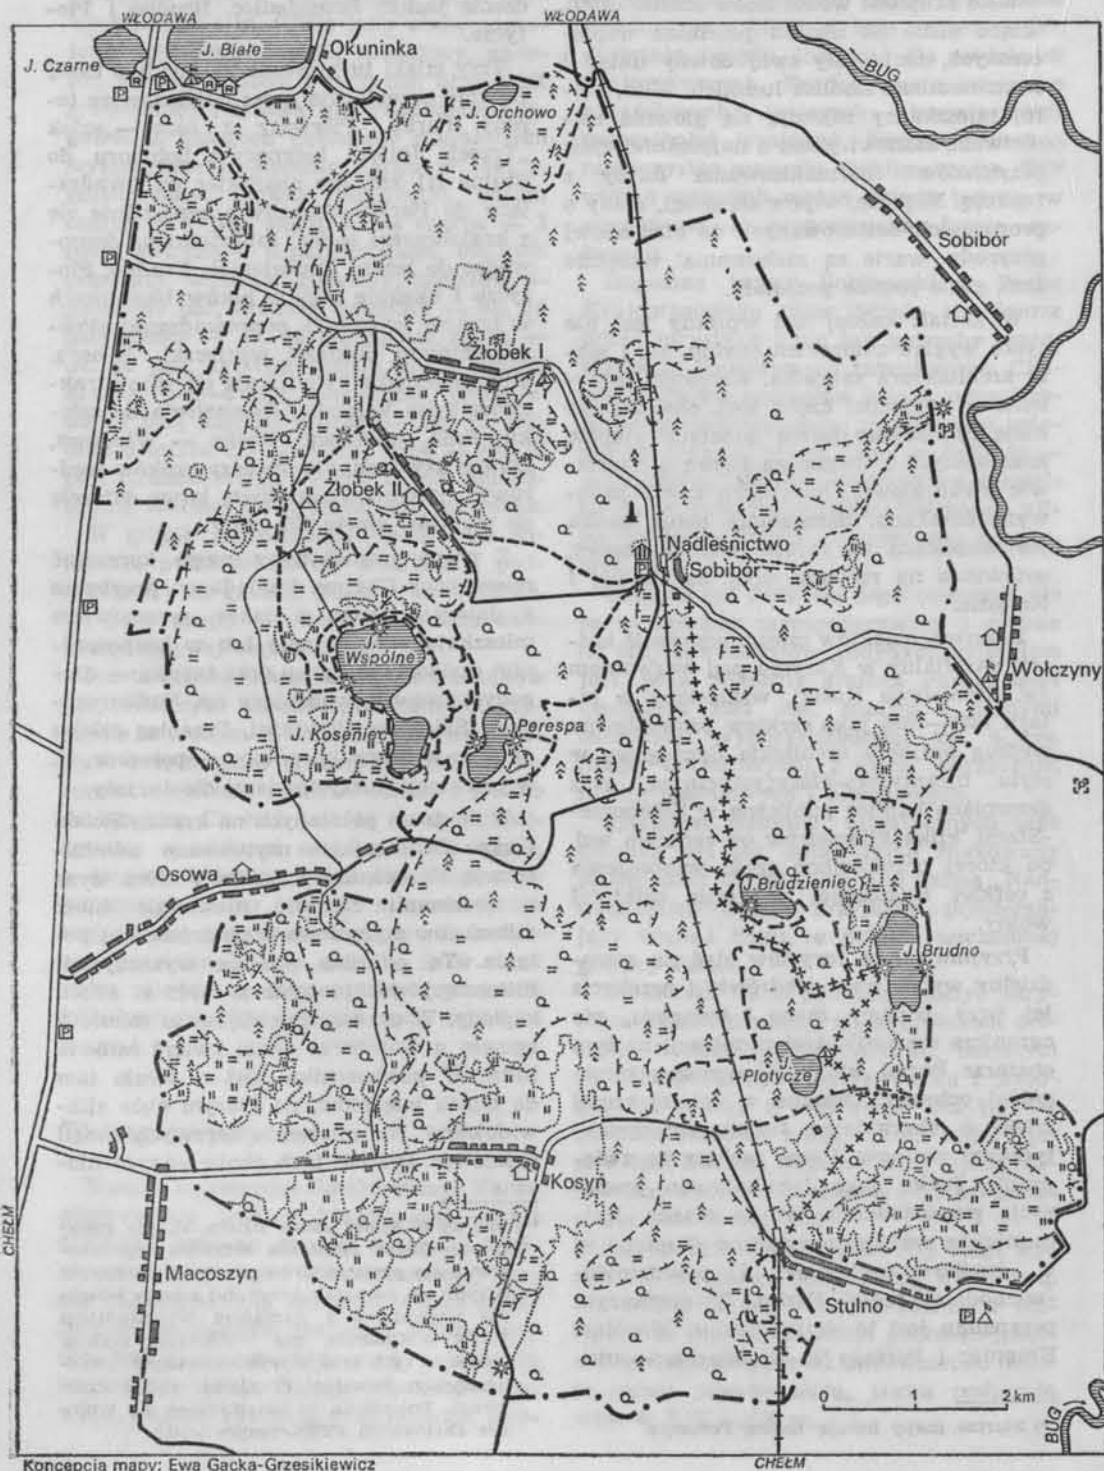 WŁODAWA
WŁODAWA
J. Czarne
J. Białe
Okuninka
J. Orchowo
BUG
Sobibór
Żłobek I
Żłobek II
Nadleśnictwo
Sobibór
J.
Wspólne
J. Koseniec
J. Perespa
Wołczyny
Osowa
J. Brudzieniec
J. Brudno
Płotycze
Kosyń
CHEŁM
Macoszyn
Stulno
0 1 2 km
BUG
Koncepcja mapy: Ewa Gacka-Grzesikiewicz
CHEŁM